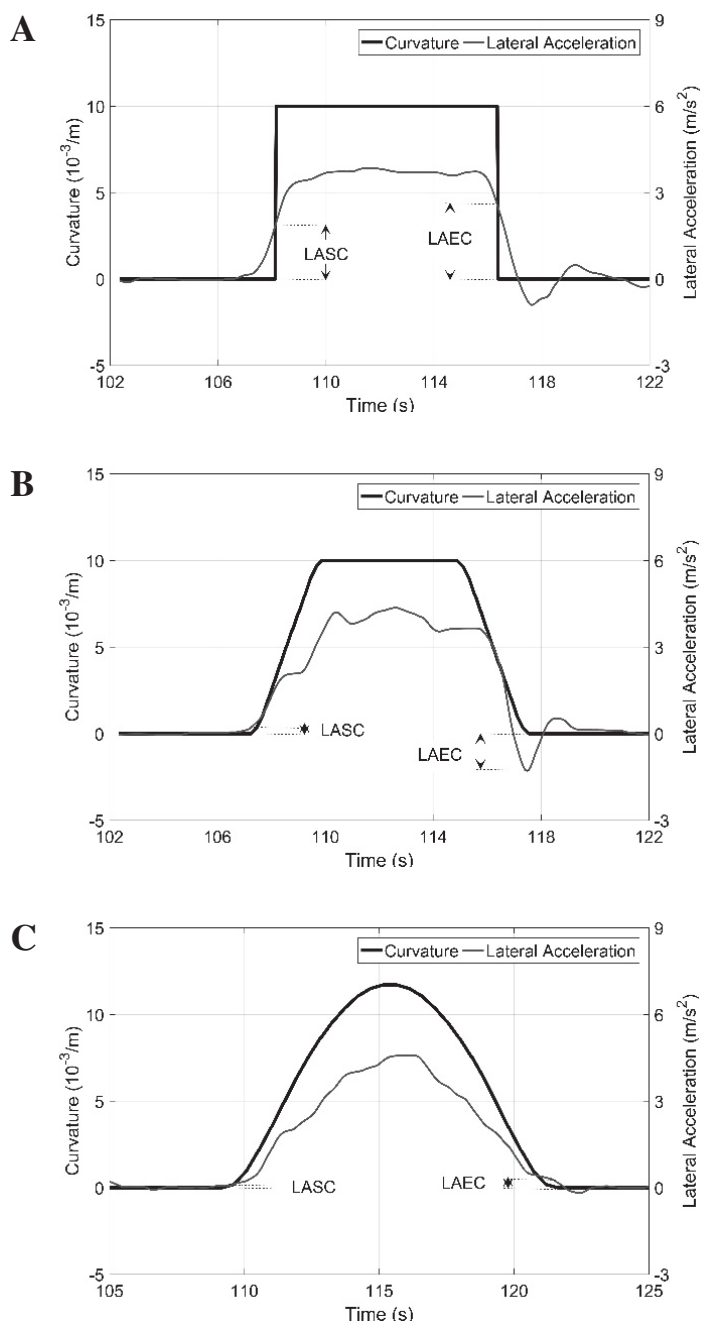 A
15
9
Curvature
Lateral Acceleration
10
6
5
3
LASC
LAEC
0
0
-5
-3
102
106
110
114
118
122
Time (s)
Curvature (10⁻³/m)
Lateral Acceleration (m/s²)
B
15
9
Curvature
Lateral Acceleration
10
6
5
3
LASC
LAEC
0
0
-5
-3
102
106
110
114
118
122
Time (s)
Curvature (10⁻³/m)
Lateral Acceleration (m/s²)
C
15
9
Curvature
Lateral Acceleration
10
6
5
3
LASC
LAEC
0
0
-5
-3
105
110
115
120
125
Time (s)
Curvature (10⁻³/m)
Lateral Acceleration (m/s²)